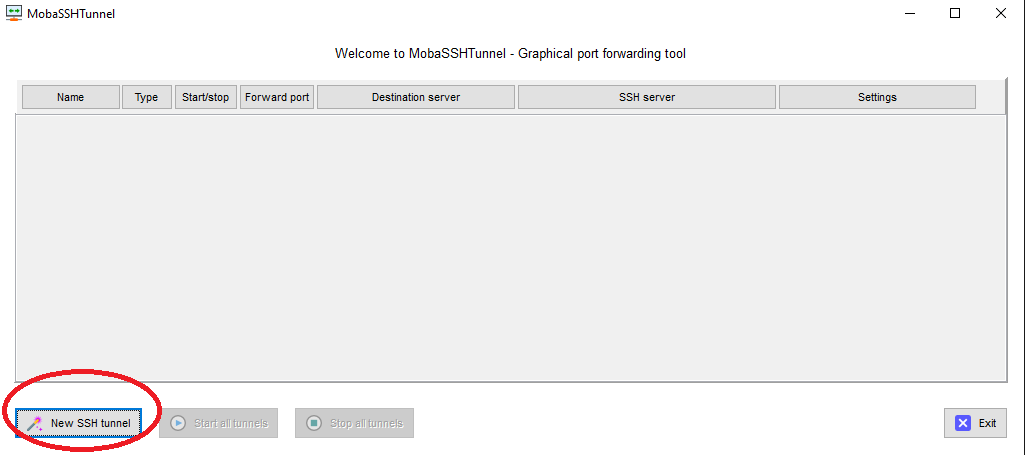 MobaSSHTunnel
Welcome to MobaSSHTunnel - Graphical port forwarding tool
Name Type Start/stop Forward port Destination server SSH server Settings
New SSH tunnel Start all tunnels Stop all tunnels Exit